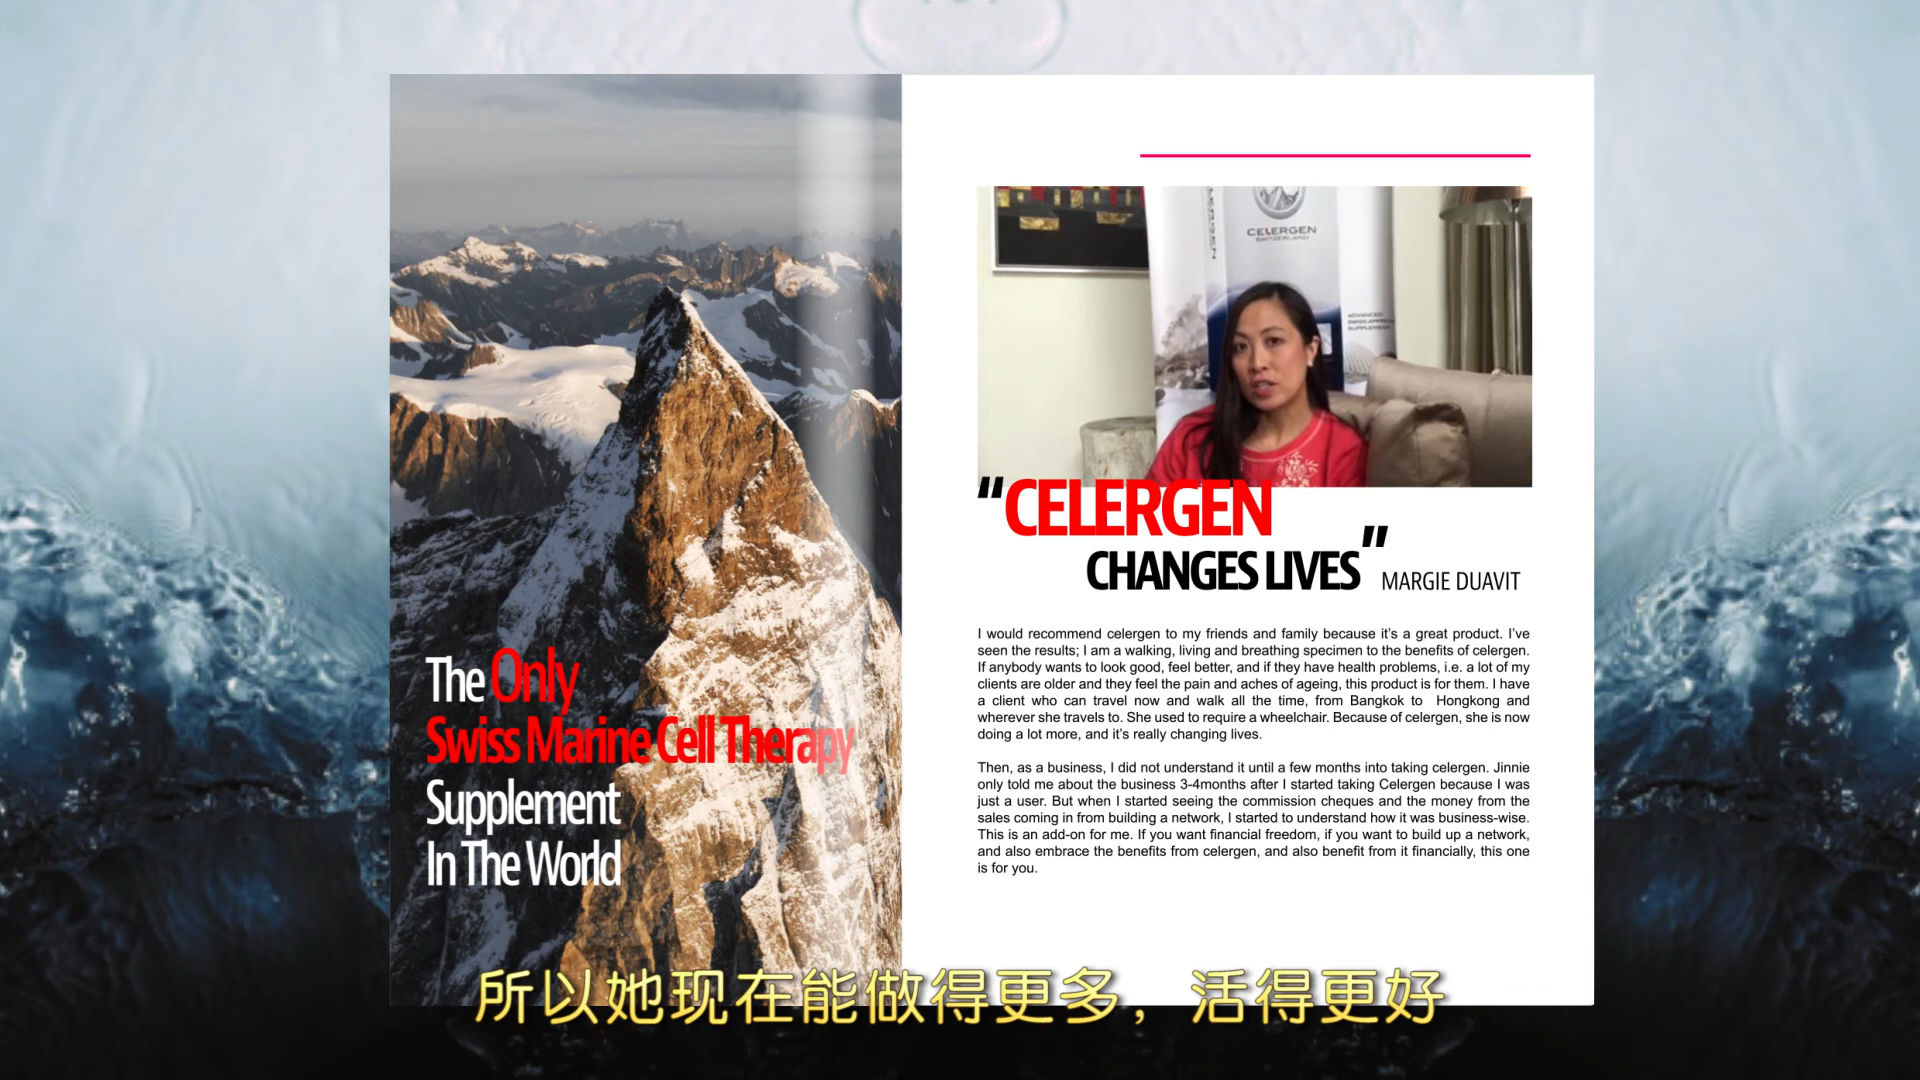 The Only
Swiss Marine Cell Therapy
Supplement
In The World
CELERGEN
SWITZERLAND
ADVANCED
SWISS APPROVED
SUPPLEMENT
“CELERGEN
CHANGES LIVES” MARGIE DUAVIT
I would recommend celergen to my friends and family because it’s a great product. I’ve
seen the results; I am a walking, living and breathing specimen to the benefits of celergen.
If anybody wants to look good, feel better, and if they have health problems, i.e. a lot of my
clients are older and they feel the pain and aches of ageing, this product is for them. I have
a client who can travel now and walk all the time, from Bangkok to Hongkong and
wherever she travels to. She used to require a wheelchair. Because of celergen, she is now
doing a lot more, and it’s really changing lives.
Then, as a business, I did not understand it until a few months into taking celergen. Jinnie
only told me about the business 3-4months after I started taking Celergen because I was
just a user. But when I started seeing the commission cheques and the money from the
sales coming in from building a network, I started to understand how it was business-wise.
This is an add-on for me. If you want financial freedom, if you want to build up a network,
and also embrace the benefits from celergen, and also benefit from it financially, this one
is for you.
所以她现在能做得更多，活得更好